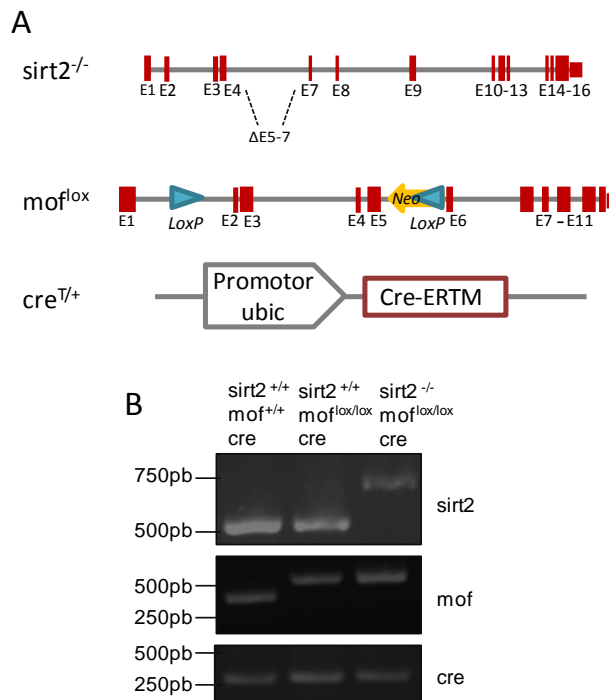 A
sirt2-/-
E1 E2 E3 E4 E7 E8 E9 E10-13 E14-16
ΔE5-7
moflox
Neo
E1 LoxP E2 E3 E4 E5 LoxP E6 E7-E11
creT/+
Promotor
ubic
Cre-ERTM
B
sirt2 +/+ sirt2 +/+ sirt2 -/-
mof+/+ moflox/lox moflox/lox
cre cre cre
750pb
sirt2
500pb
500pb
mof
250pb
500pb
cre
250pb